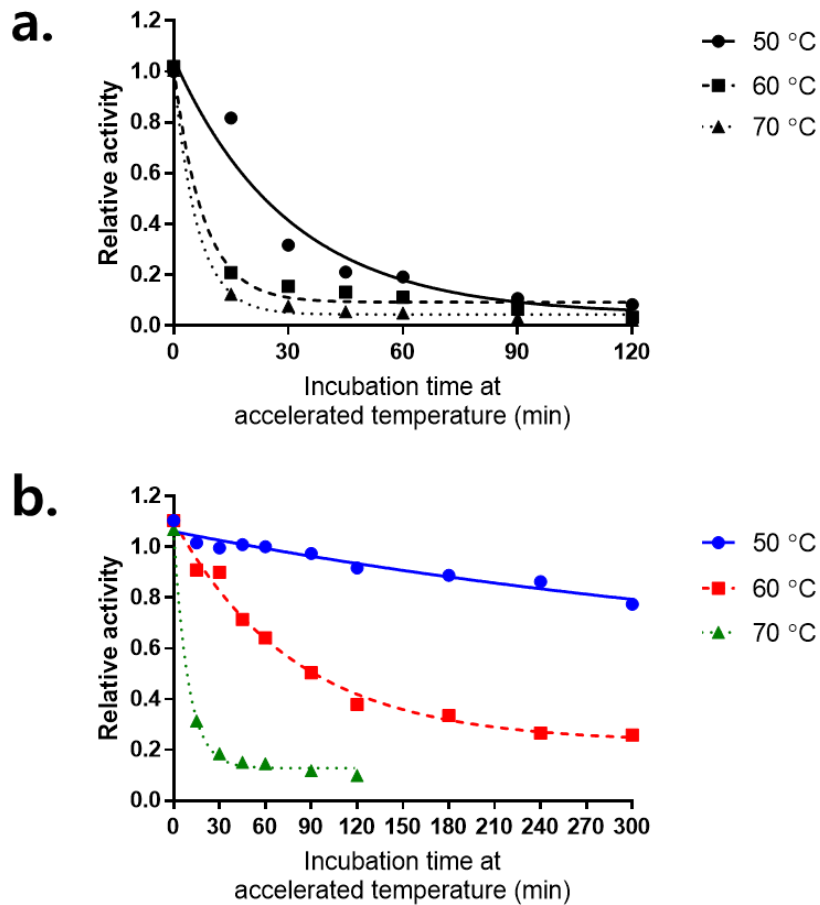 a.
1.2
1.0
0.8
0.6
0.4
0.2
0.0
Relative activity
0
30
60
90
120
Incubation time at
accelerated temperature (min)
50 °C
60 °C
70 °C
b.
1.2
1.0
0.8
0.6
0.4
0.2
0.0
Relative activity
0
30
60
90
120
150
180
210
240
270
300
Incubation time at
accelerated temperature (min)
50 °C
60 °C
70 °C